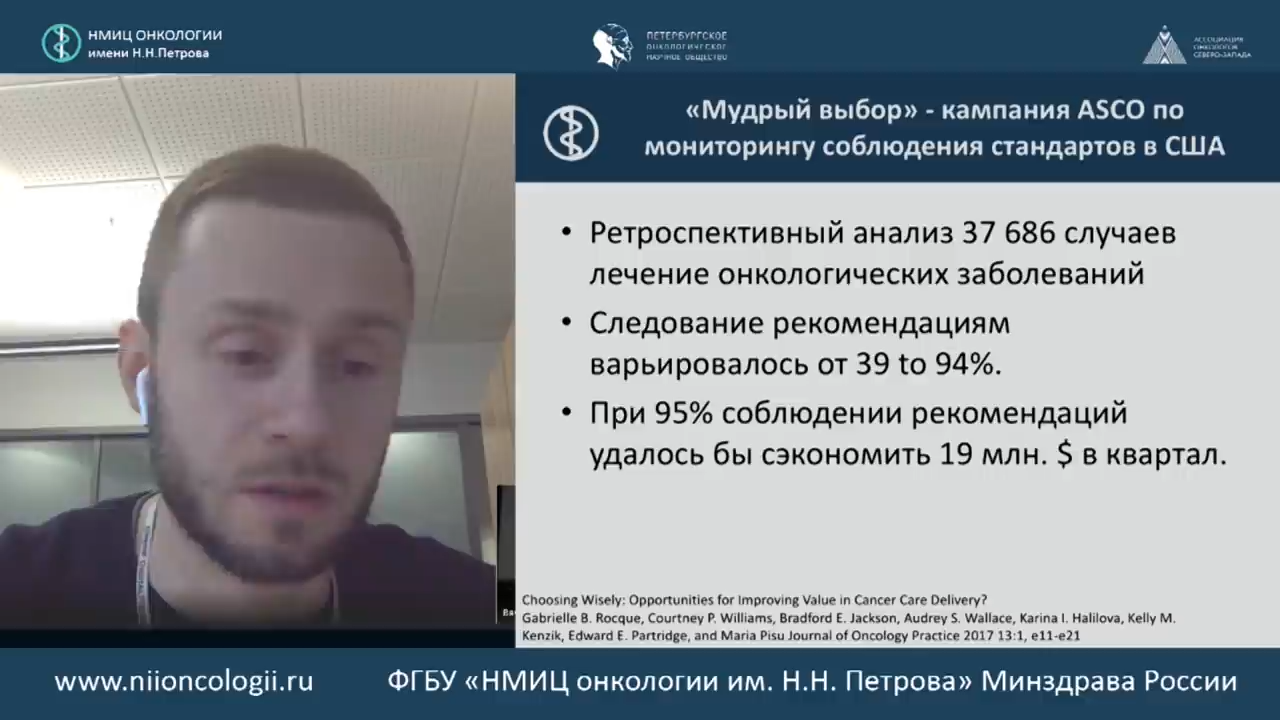 НМИЦ ОНКОЛОГИИ
имени Н.Н.Петрова
ПЕТЕРБУРГСКОЕ
ОНКОЛОГИЧЕСКОЕ
НАУЧНОЕ ОБЩЕСТВО
АССОЦИАЦИЯ
ОНКОЛОГОВ
СЕВЕРО-ЗАПАДА
«Мудрый выбор» - кампания ASCO по
мониторингу соблюдения стандартов в США
• Ретроспективный анализ 37 686 случаев
лечение онкологических заболеваний
• Следование рекомендациям
варьировалось от 39 to 94%.
• При 95% соблюдении рекомендаций
удалось бы сэкономить 19 млн. $ в квартал.
Choosing Wisely: Opportunities for Improving Value in Cancer Care Delivery?
Gabrielle B. Rocque, Courtney P. Williams, Bradford E. Jackson, Audrey S. Wallace, Karina I. Halilova, Kelly M.
Kenzik, Edward E. Partridge, and Maria Pisu Journal of Oncology Practice 2017 13:1, e11-e21
www.niioncologii.ru
ФГБУ «НМИЦ онкологии им. Н.Н. Петрова» Минздрава России